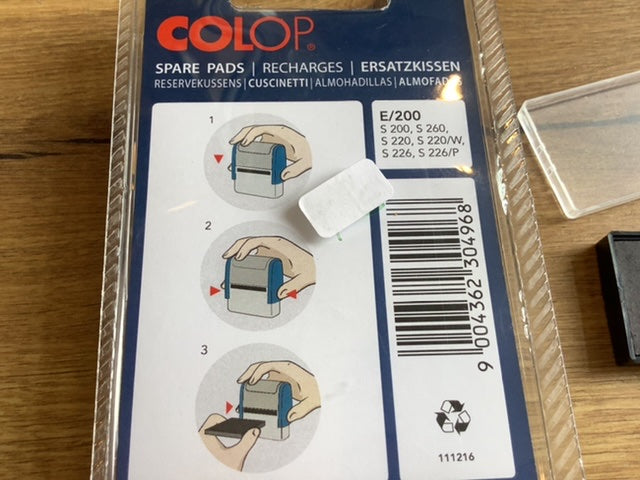 COLOP®
SPARE PADS | RECHARGES | ERSATZKISSEN
RESERVEKUSSENS | CUSCINETTI | ALMOHADILLAS |
1
E/200
S 200, S 260,
S 220, S 220/W,
S 226, S 226/P
2
3
9 004362 304968
111216